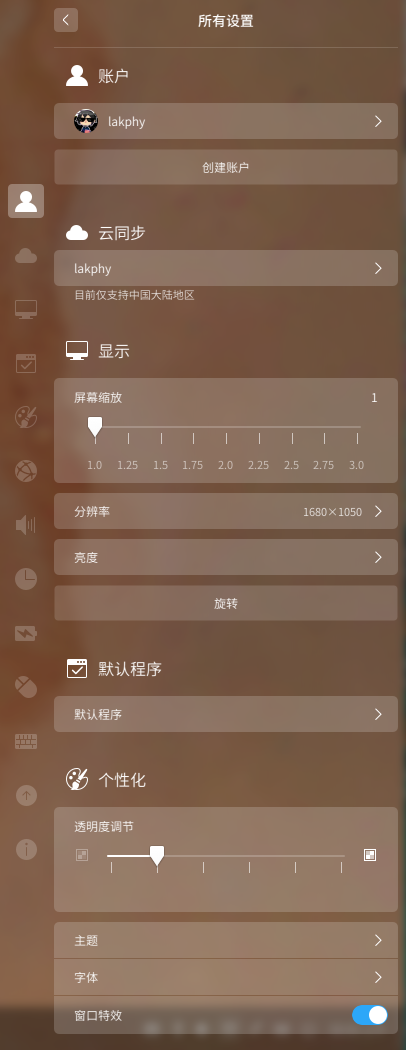 所有设置
账户
lakphy
创建账户
云同步
lakphy
目前仅支持中国大陆地区
显示
屏幕缩放 1
1.0 1.25 1.5 1.75 2.0 2.25 2.5 2.75 3.0
分辨率 1680×1050
亮度
旋转
默认程序
默认程序
个性化
透明度调节
主题
字体
窗口特效